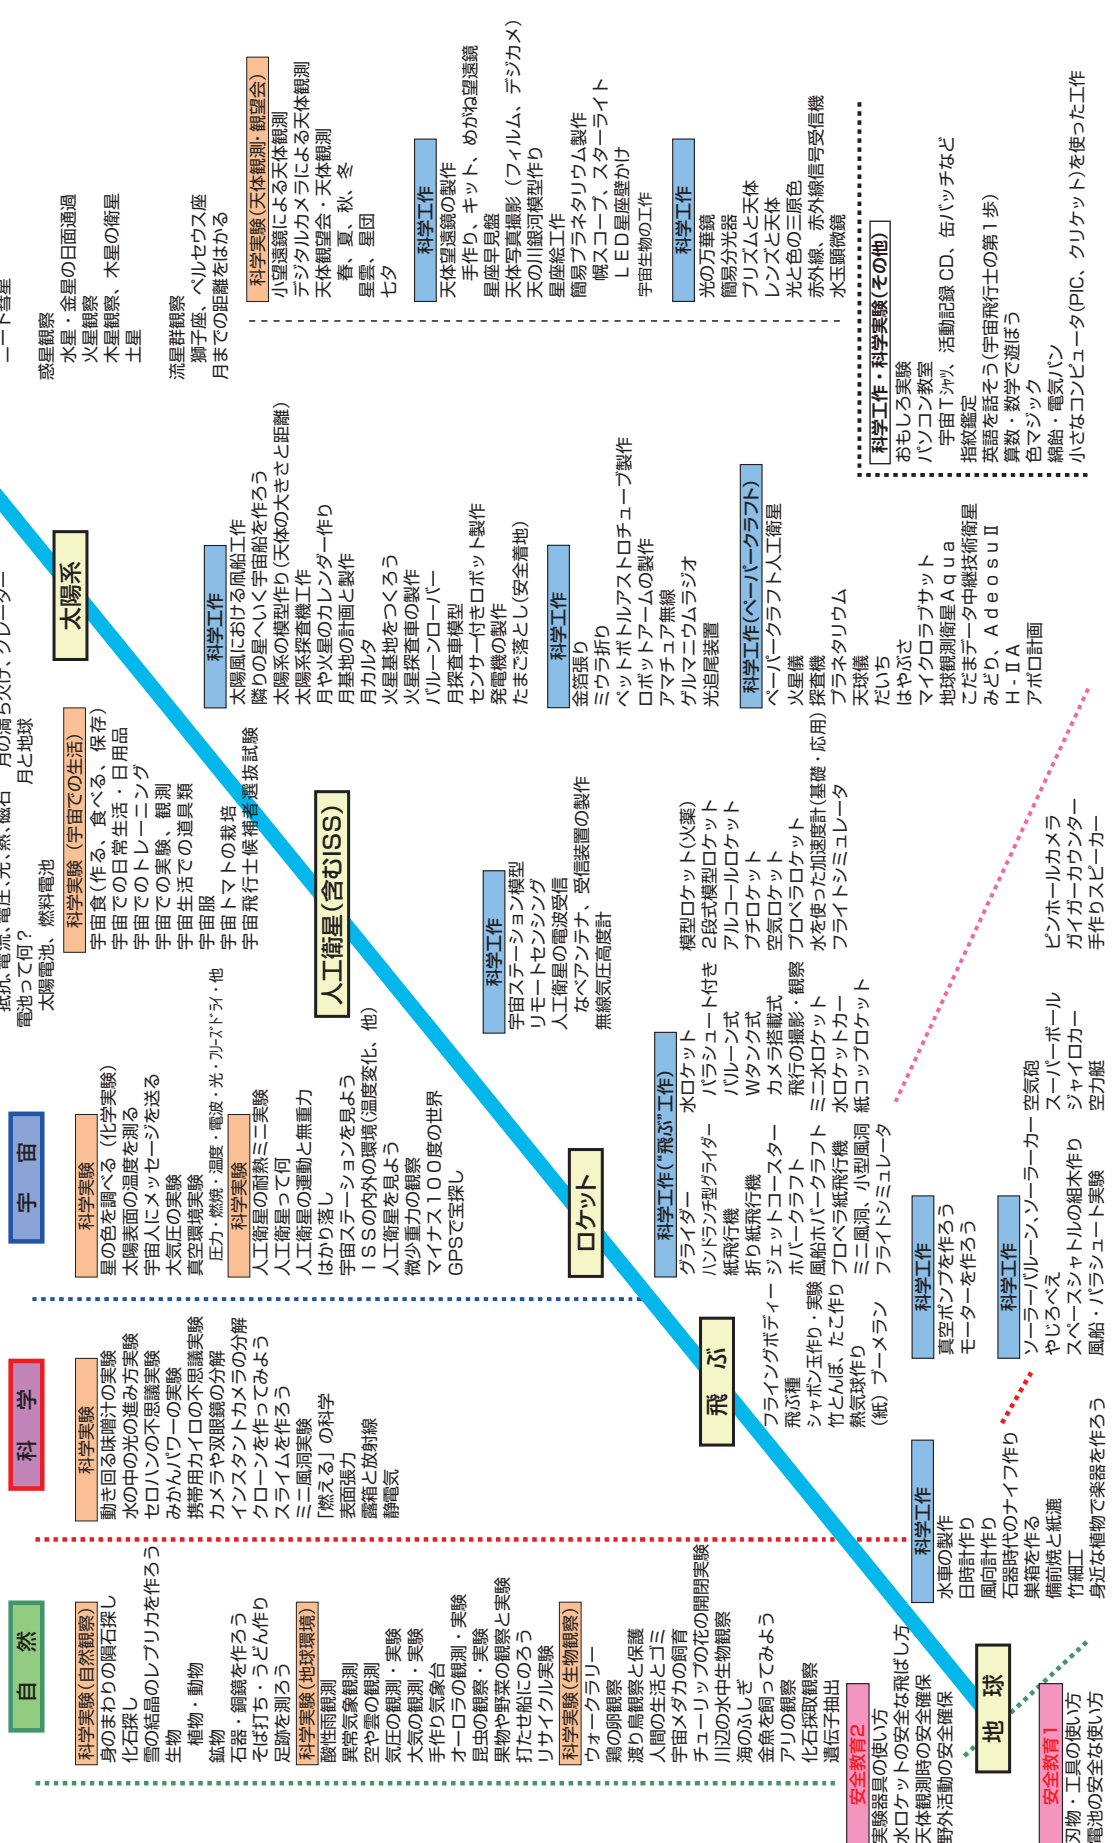 自 然
科学実験(自然観察)
身のまわりの隕石探し
化石探し
雪の結晶のレプリカを作ろう
生物
植物・動物
鉱物
石器・銅鏡を作ろう
そば打ち・うどん作り
足跡を測ろう
科学実験(地球環境)
酸性雨観測
異常気象観測
空や雲の観測
気圧の観測・実験
大気の観測・実験
手作り気象台
オーロラの観測・実験
昆虫の観察・実験
果物や野菜の観察と実験
打たせ船にのろう
リサイクル実験
科学実験(生物観察)
ウォークラリー
鶏の卵観察
渡り鳥観察と保護
人間の生活とゴミ
宇宙メダカの飼育
チューリップの花の開閉実験
川辺の水中生物観察
海のふしぎ
金魚を飼ってみよう
アリの観察
化石採取観察
遺伝子抽出
安全教育2
実験器具の使い方
水ロケットの安全な飛ばし方
天体観測時の安全確保
野外活動の安全確保
地 球
安全教育1
刃物・工具の使い方
電池の安全な使い方
科 学
科学実験
動き回る味噌汁の実験
水の中の光の進み方実験
セロハンの不思議実験
みかんパワーの実験
携帯用カイロの不思議実験
カメラや双眼鏡の分解
インスタントカメラの分解
クローンを作ってみよう
スライムを作ろう
ミニ風洞実験
「燃える」の科学
表面張力
露箱と放射線
静電気
飛 ぶ
フライングボディー
飛ぶ種
シャボン玉作り・実験
竹とんぼ、たこ作り
熱気球作り
(紙)ブーメラン
科学工作
水車の製作
日時計作り
風向計作り
石器時代のナイフ作り
巣箱を作る
備前焼と紙漉
竹細工
身近な植物で楽器を作ろう
宇 宙
科学実験
星の色を調べる(化学実験)
太陽表面の温度を測る
宇宙人にメッセージを送る
大気圧の実験
真空環境実験
圧力・燃焼・温度・電波・光・フリーズドライ・他
科学実験
人工衛星の耐熱ミニ実験
人工衛星って何
人工衛星の運動と無重力
はかり落し
宇宙ステーションを見よう
ISSの内外の環境(温度変化、他)
人工衛星を見よう
微少重力の観察
マイナス100度の世界
GPSで宝探し
ロケット
科学工作("飛ぶ"工作)
グライダー
ハンドランチ型グライダー
紙飛行機
折り紙飛行機
ジェットコースター
ホバークラフト
風船ホバークラフト
プロペラ紙飛行機
ミニ風洞、小型風洞
フライトシミュレータ
水ロケット
パラシュート付き
バルーン式
Wタンク式
カメラ搭載式
飛行の撮影・観察
ミニ水ロケット
水ロケットカー
紙コップロケット
模型ロケット(火薬)
2段式模型ロケット
アルコールロケット
プチロケット
空気ロケット
プロペラロケット
水を使った加速度計(基礎・応用)
フライトシミュレータ
科学工作
真空ポンプを作ろう
モーターを作ろう
科学工作
ソーラーバルーン、ソーラーカー
やじろべえ
スペースシャトルの組木作り
風船・パラシュート実験
空気砲
スーパーボール
ジャイロカー
空力艇
ピンホールカメラ
ガイガーカウンター
手作りスピーカー
抵抗、電流、電圧、光、熱、磁石
電池って何?
太陽電池、燃料電池
科学実験(宇宙での生活)
宇宙食(作る、食べる、保存)
宇宙での日常生活・日用品
宇宙でのトレーニング
宇宙での実験、観測
宇宙生活での道具類
宇宙服
宇宙トマトの栽培
宇宙飛行士候補者選抜試験
人工衛星(含むISS)
科学工作
宇宙ステーション模型
リモートセンシング
人工衛星の電波受信
なべアンテナ、受信装置の製作
無線気圧高度計
月の満ち欠け、クレーター
月と地球
太陽系
科学工作
太陽風における帆船工作
隣りの星へいく宇宙船を作ろう
太陽系の模型作り(天体の大きさと距離)
太陽系探査機工作
月や火星のカレンダー作り
月基地の計画と製作
月カルタ
火星基地をつくろう
火星探査車の製作
バルーンローバー
月探査車模型
センサー付きロボット製作
発電機の製作
たまご落とし(安全着地)
科学工作
金箔張り
ミウラ折り
ペットボトルアストロチューブ製作
ロボットアームの製作
アマチュア無線
ゲルマニウムラジオ
光追尾装置
科学工作(ペーパークラフト)
ペーパークラフト人工衛星
火星儀
探査機
プラネタリウム
天球儀
だいち
はやぶさ
マイクロラブサット
地球観測衛星Aqua
こだまデータ中継技術衛星
みどり、AdeosuⅡ
H-ⅡA
アポロ計画
ニート彗星
惑星観察
水星・金星の日面通過
火星観察
木星観察、木星の衛星
土星
流星群観察
獅子座、ペルセウス座
月までの距離をはかる
科学実験(天体観測・観望会)
小望遠鏡による天体観測
デジタルカメラによる天体観測
天体観望会・天体観測
春、夏、秋、冬
星雲、星団
七夕
科学工作
天体望遠鏡の製作
手作り、キット、めがね望遠鏡
星座早見盤
天体写真撮影(フィルム、デジカメ)
天の川銀河模型作り
星座絵工作
簡易プラネタリウム製作
幌スコープ、スターライト
LED星座壁かけ
宇宙生物の工作
科学工作
光の万華鏡
簡易分光器
プリズムと天体
レンズと天体
光と色の三原色
赤外線、赤外線信号受信機
水玉顕微鏡
科学工作・科学実験(その他)
おもしろ実験
パソコン教室
宇宙Tシャツ、活動記録CD、缶バッチなど
指紋鑑定
英語を話そう(宇宙飛行士の第1歩)
算数・数学で遊ぼう
色マジック
綿飴・電気パン
小さなコンピュータ(PIC、クリケット)を使った工作